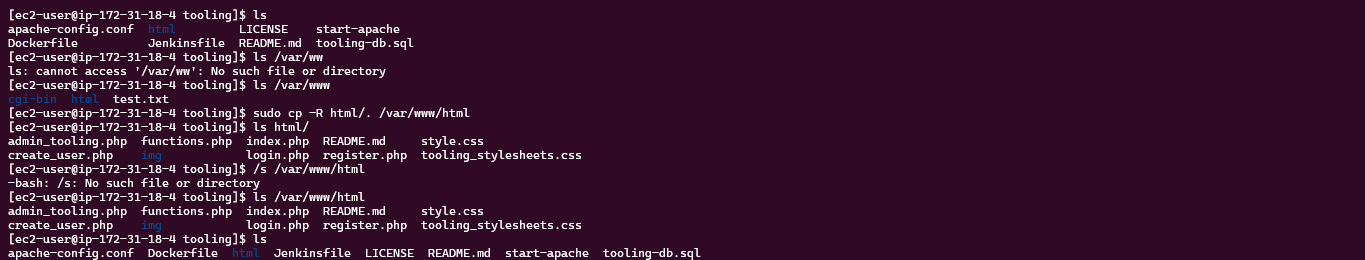 [ec2-user@ip-172-31-18-4 tooling]$ ls
apache-config.conf  html         LICENSE    start-apache
Dockerfile          Jenkinsfile  README.md  tooling-db.sql
[ec2-user@ip-172-31-18-4 tooling]$ ls /var/ww
ls: cannot access '/var/ww': No such file or directory
[ec2-user@ip-172-31-18-4 tooling]$ ls /var/www
cgi-bin  html  test.txt
[ec2-user@ip-172-31-18-4 tooling]$ sudo cp -R html/. /var/www/html
[ec2-user@ip-172-31-18-4 tooling]$ ls html/
admin_tooling.php  functions.php  index.php  README.md     style.css
create_user.php    img            login.php  register.php  tooling_stylesheets.css
[ec2-user@ip-172-31-18-4 tooling]$ /s /var/www/html
-bash: /s: No such file or directory
[ec2-user@ip-172-31-18-4 tooling]$ ls /var/www/html
admin_tooling.php  functions.php  index.php  README.md     style.css
create_user.php    img            login.php  register.php  tooling_stylesheets.css
[ec2-user@ip-172-31-18-4 tooling]$ ls
apache-config.conf  Dockerfile  html  Jenkinsfile  LICENSE  README.md  start-apache  tooling-db.sql